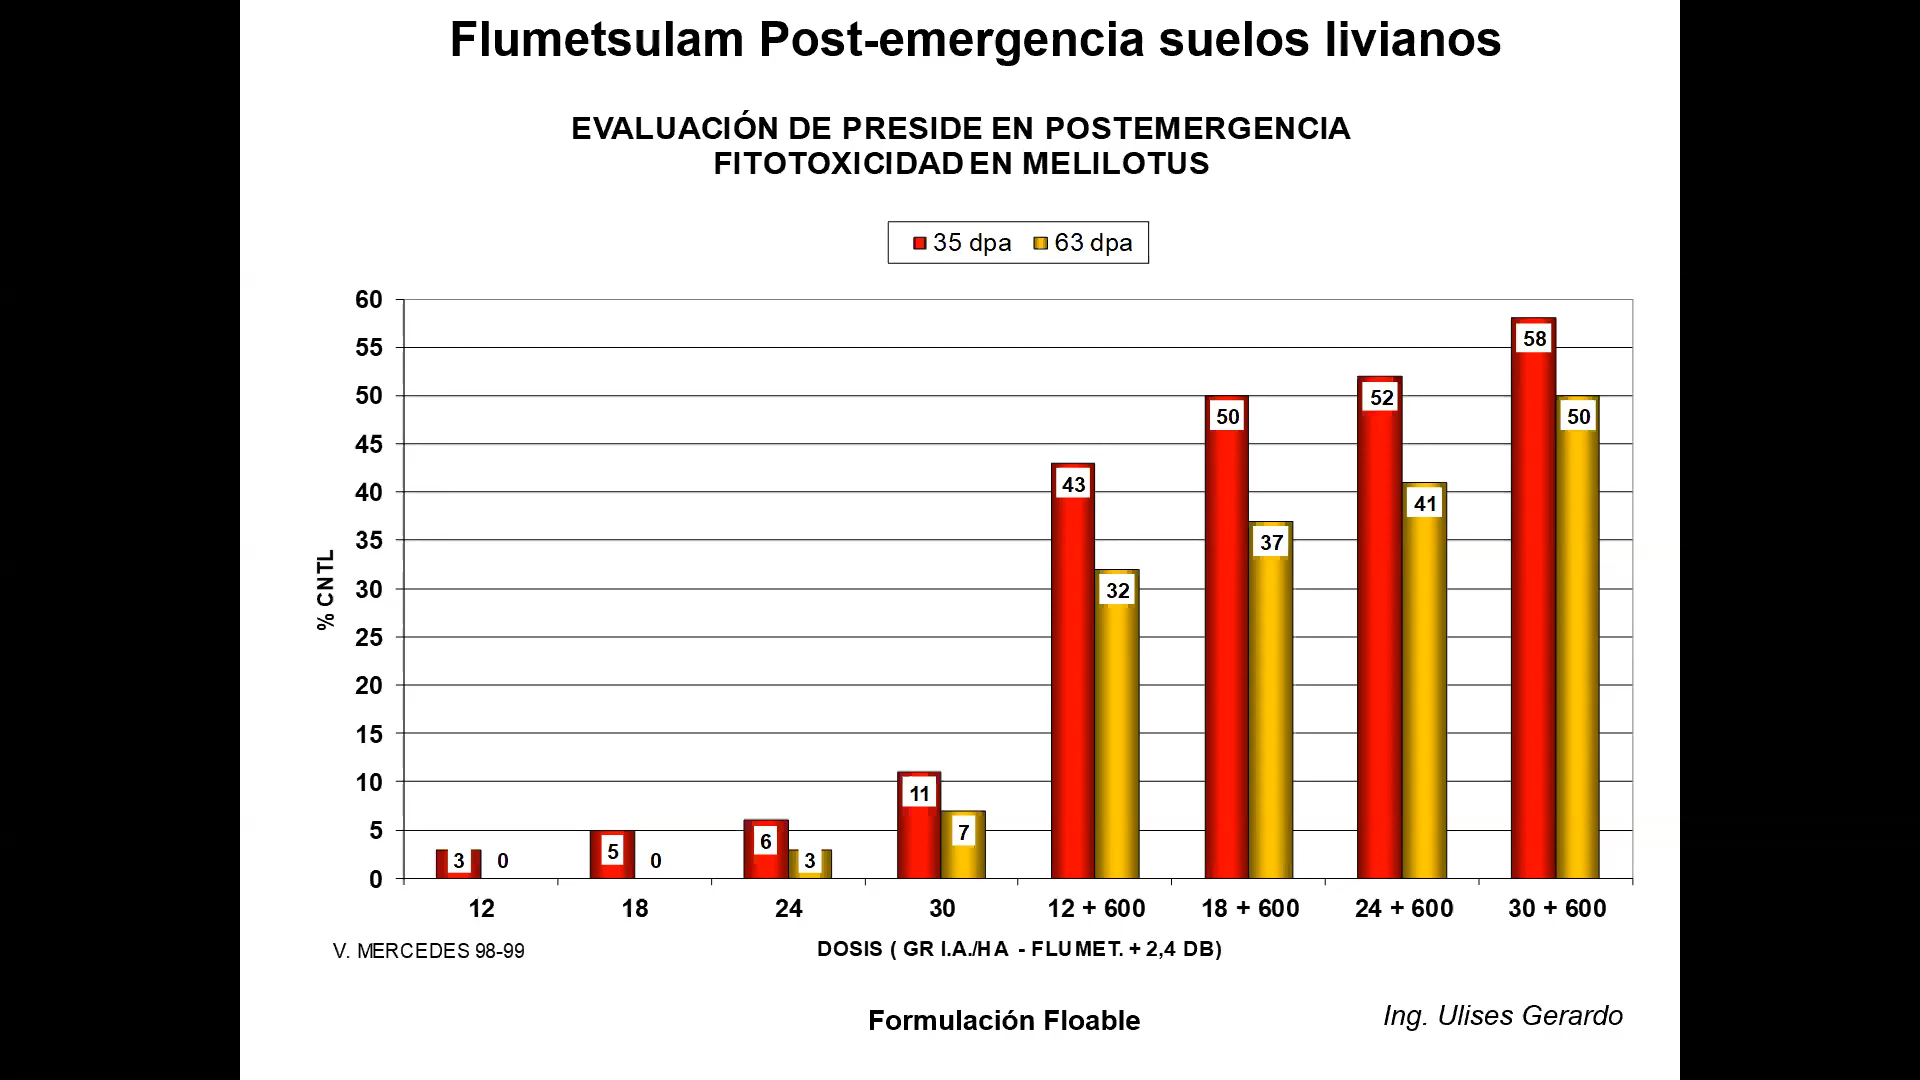 Flumetsulam Post-emergencia suelos livianos
EVALUACIÓN DE PRESIDE EN POSTEMERGENCIA
FITOTOXICIDAD EN MELILOTUS
35 dpa 63 dpa
60
55
50
45
40
35
30
25
20
15
10
5
0
% CNTL
3 0 5 0 6 3 11 7 43 32 50 37 52 41 58 50
12 18 24 30 12 + 600 18 + 600 24 + 600 30 + 600
V. MERCEDES 98-99
DOSIS ( GR I.A./HA - FLUMET. + 2,4 DB)
Formulación Floable
Ing. Ulises Gerardo